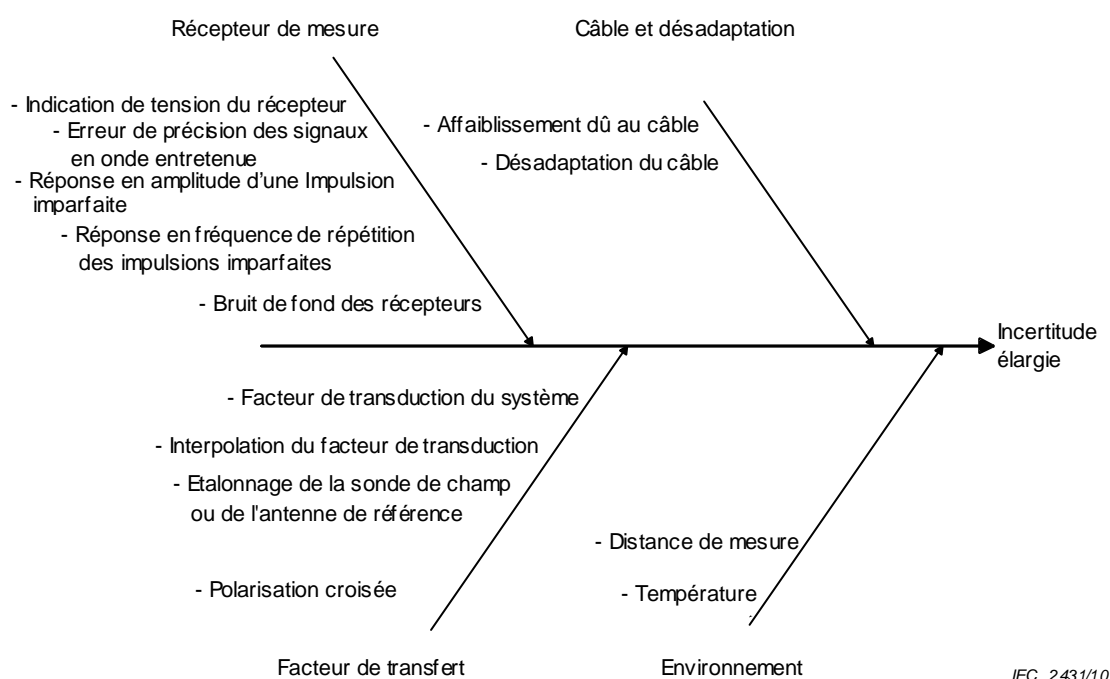 Récepteur de mesure
Câble et désadaptation
- Indication de tension du récepteur
- Erreur de précision des signaux
en onde entretenue
- Réponse en amplitude d'une Impulsion
imparfaite
- Réponse en fréquence de répétition
des impulsions imparfaites
- Bruit de fond des récepteurs
- Affaiblissement dû au câble
- Désadaptation du câble
Incertitude
élargie
- Facteur de transduction du système
- Interpolation du facteur de transduction
- Etalonnage de la sonde de champ
ou de l'antenne de référence
- Polarisation croisée
- Distance de mesure
- Température
Facteur de transfert
Environnement
IEC 2431/10